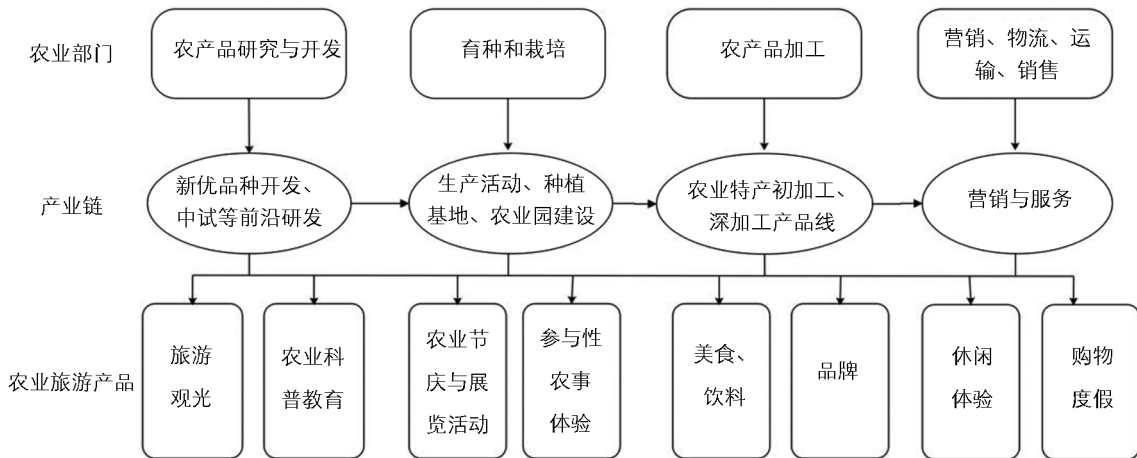 农业部门
农产品研究与开发
育种和栽培
农产品加工
营销、物流、运
输、销售
产业链
新优品种开发、
中试等前沿研发
生产活动、种植
基地、农业园建设
农业特产初加工、
深加工产品线
营销与服务
农业旅游产品
旅游
观光
农业科
普教育
农业节
庆与展
览活动
参与性
农事
体验
美食、
饮料
品牌
休闲
体验
购物
度假